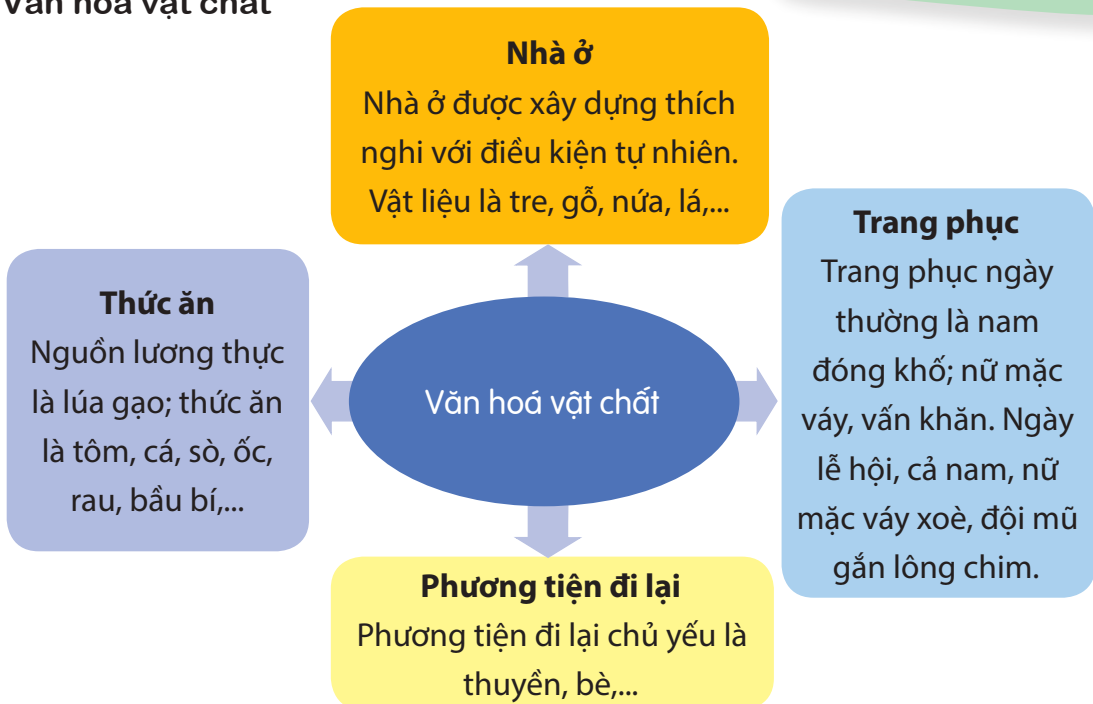 Văn hoá vật chất
Nhà ở
Nhà ở được xây dựng thích
nghi với điều kiện tự nhiên.
Vật liệu là tre, gỗ, nứa, lá,...
Thức ăn
Nguồn lương thực
là lúa gạo; thức ăn
là tôm, cá, sò, ốc,
rau, bầu bí,...
Văn hoá vật chất
Trang phục
Trang phục ngày
thường là nam
đóng khố; nữ mặc
váy, vấn khăn. Ngày
lễ hội, cả nam, nữ
mặc váy xoè, đội mũ
gắn lông chim.
Phương tiện đi lại
Phương tiện đi lại chủ yếu là
thuyền, bè,...